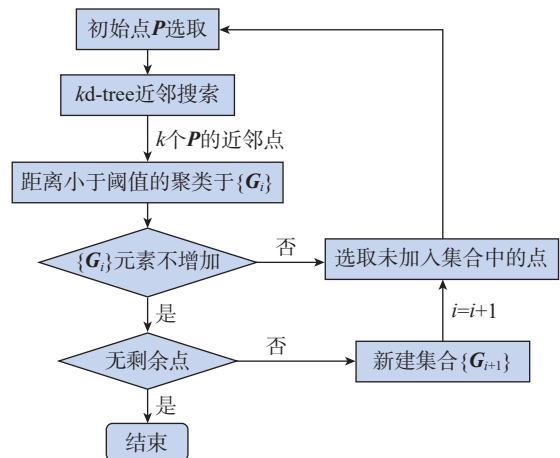 初始点P选取
kd-tree近邻搜索
k个P的近邻点
距离小于阈值的聚类于{Gi}
{Gi}元素不增加
否
选取未加入集合中的点
是
i=i+1
无剩余点
否
新建集合{Gi+1}
是
结束